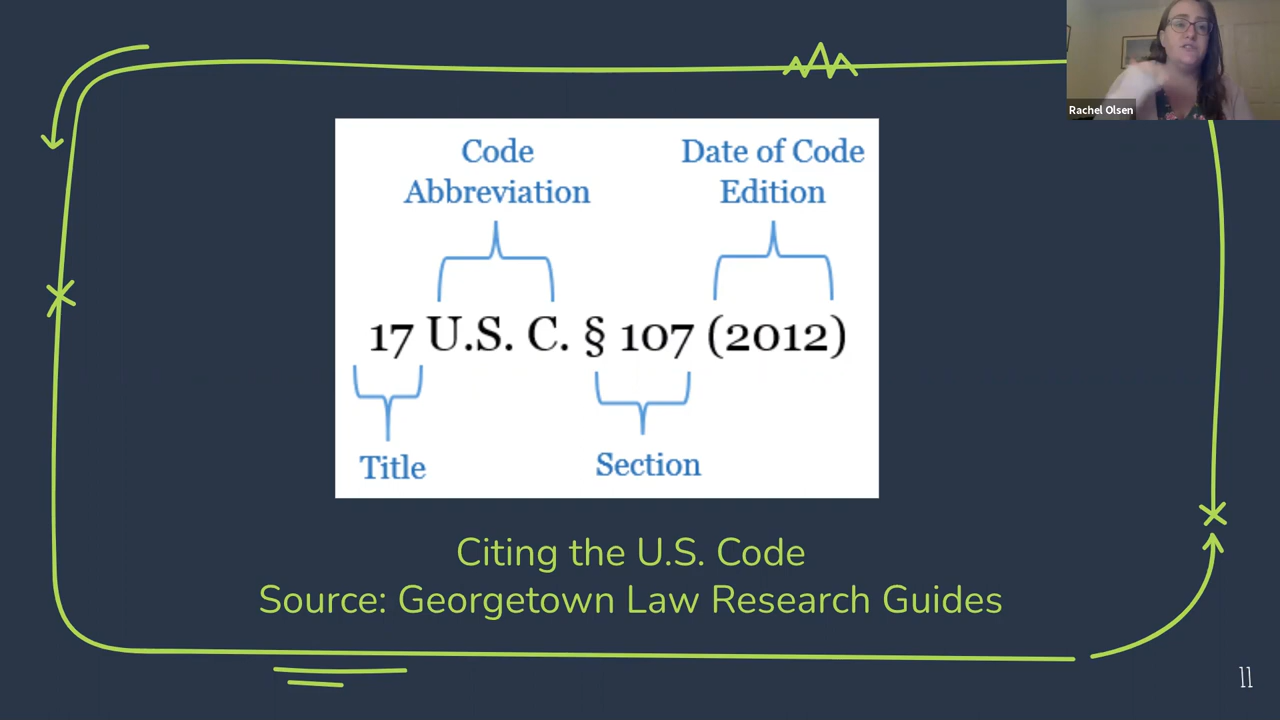 Rachel Olsen
Code
Abbreviation
Date of Code
Edition
17 U.S. C. § 107 (2012)
Title
Section
Citing the U.S. Code
Source: Georgetown Law Research Guides
11